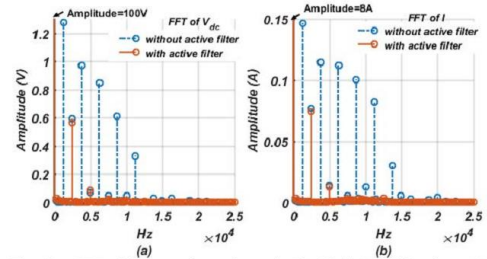 Amplitude=100V
FFT of Vdc
without active filter
with active filter
Amplitude (V)
1.2
1
0.8
0.6
0.4
0.2
0
0 0.5 1 1.5 2 2.5
Hz
×10^4
(a)
Amplitude=8A
FFT of I
without active filter
with active filter
Amplitude (A)
0.15
0.1
0.05
0
0 0.5 1 1.5 2 2.5
Hz
×10^4
(b)